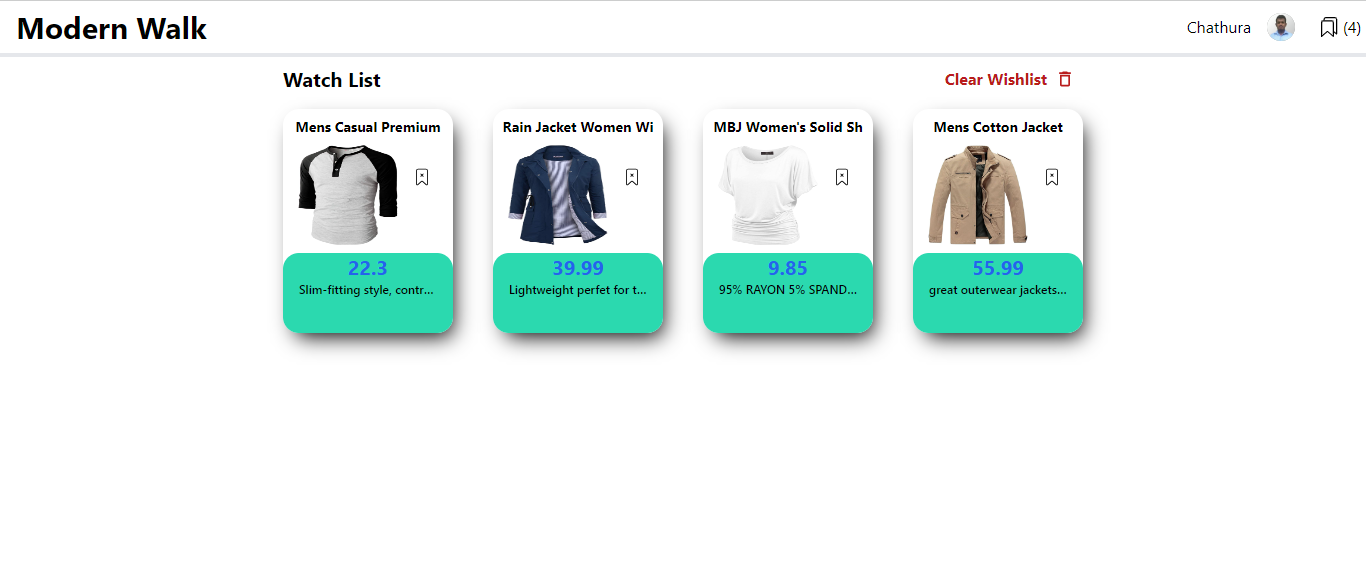 Modern Walk
Chathura
(4)
Watch List
Clear Wishlist
Mens Casual Premium
22.3
Slim-fitting style, contr...
Rain Jacket Women Wi
39.99
Lightweight perfet for t...
MBJ Women's Solid Sh
9.85
95% RAYON 5% SPAND...
Mens Cotton Jacket
55.99
great outerwear jackets...